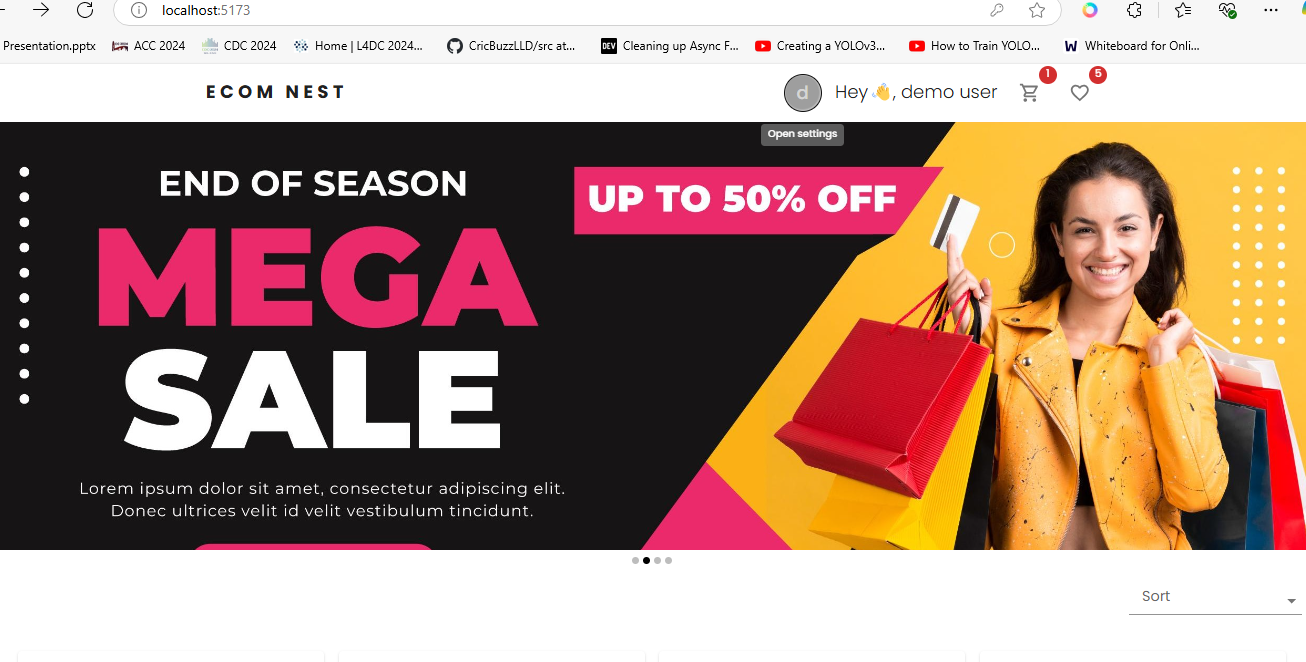 localhost:5173
Presentation.pptx ACC 2024 CDC 2024 Home | L4DC 2024... CricBuzzLLD/src at... DEV Cleaning up Async F... Creating a YOLOv3... How to Train YOLO... W Whiteboard for Onli...
ECOM NEST
d Hey👋, demo user 1 5
Open settings
END OF SEASON
UP TO 50% OFF
MEGA
SALE
Lorem ipsum dolor sit amet, consectetur adipiscing elit.
Donec ultrices velit id velit vestibulum tincidunt.
Sort